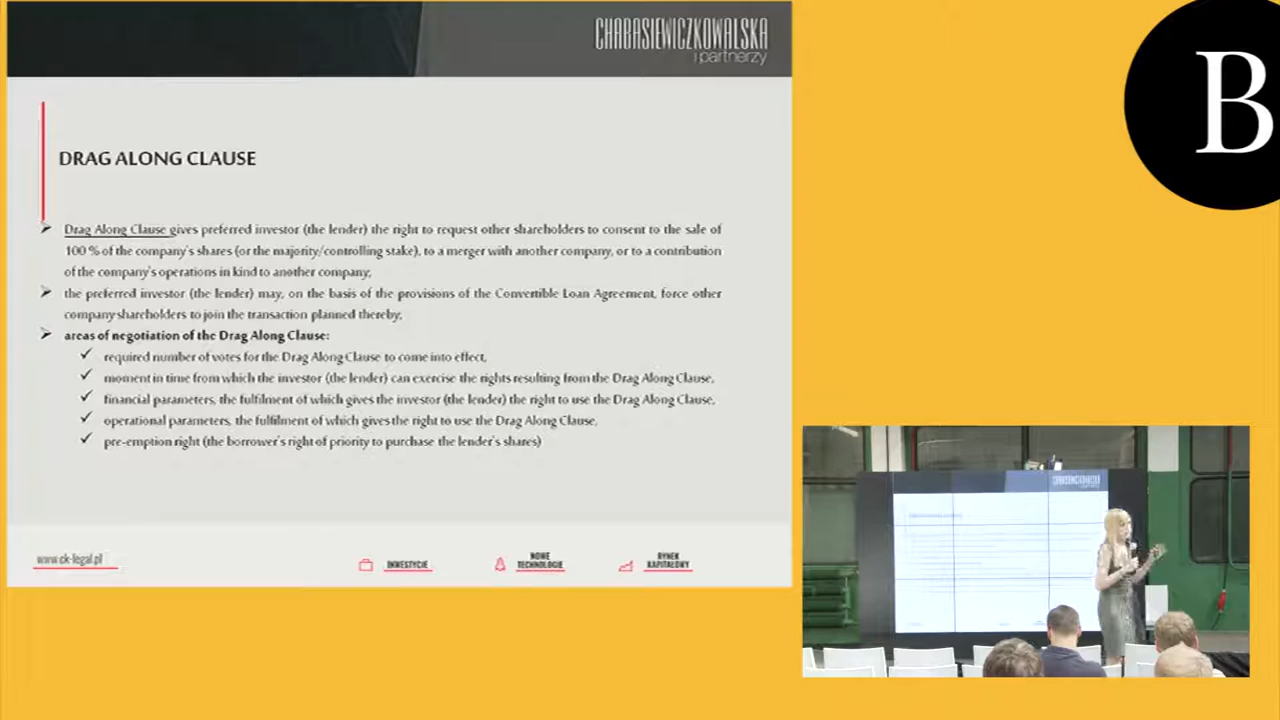 CHABASIEWICZKOWALSKA
i partnerzy
DRAG ALONG CLAUSE
Drag Along Clause gives preferred investor (the lender) the right to request other shareholders to consent to the sale of
100 % of the company's shares (or the majority/controlling stake), to a merger with another company, or to a contribution
of the company's operations in kind to another company;
the preferred investor (the lender) may, on the basis of the provisions of the Convertible Loan Agreement, force other
company shareholders to join the transaction planned thereby;
areas of negotiation of the Drag Along Clause:
required number of votes for the Drag Along Clause to come into effect,
moment in time from which the investor (the lender) can exercise the rights resulting from the Drag Along Clause,
financial parameters, the fulfilment of which gives the investor (the lender) the right to use the Drag Along Clause,
operational parameters, the fulfilment of which gives the right to use the Drag Along Clause,
pre-emption right (the borrower's right of priority to purchase the lender's shares)
www.ck-legal.pl
INWESTYCJE
NOWE
TECHNOLOGIE
RYNEK
KAPITAŁOWY
B
CHABASIEWICZKOWALSKA